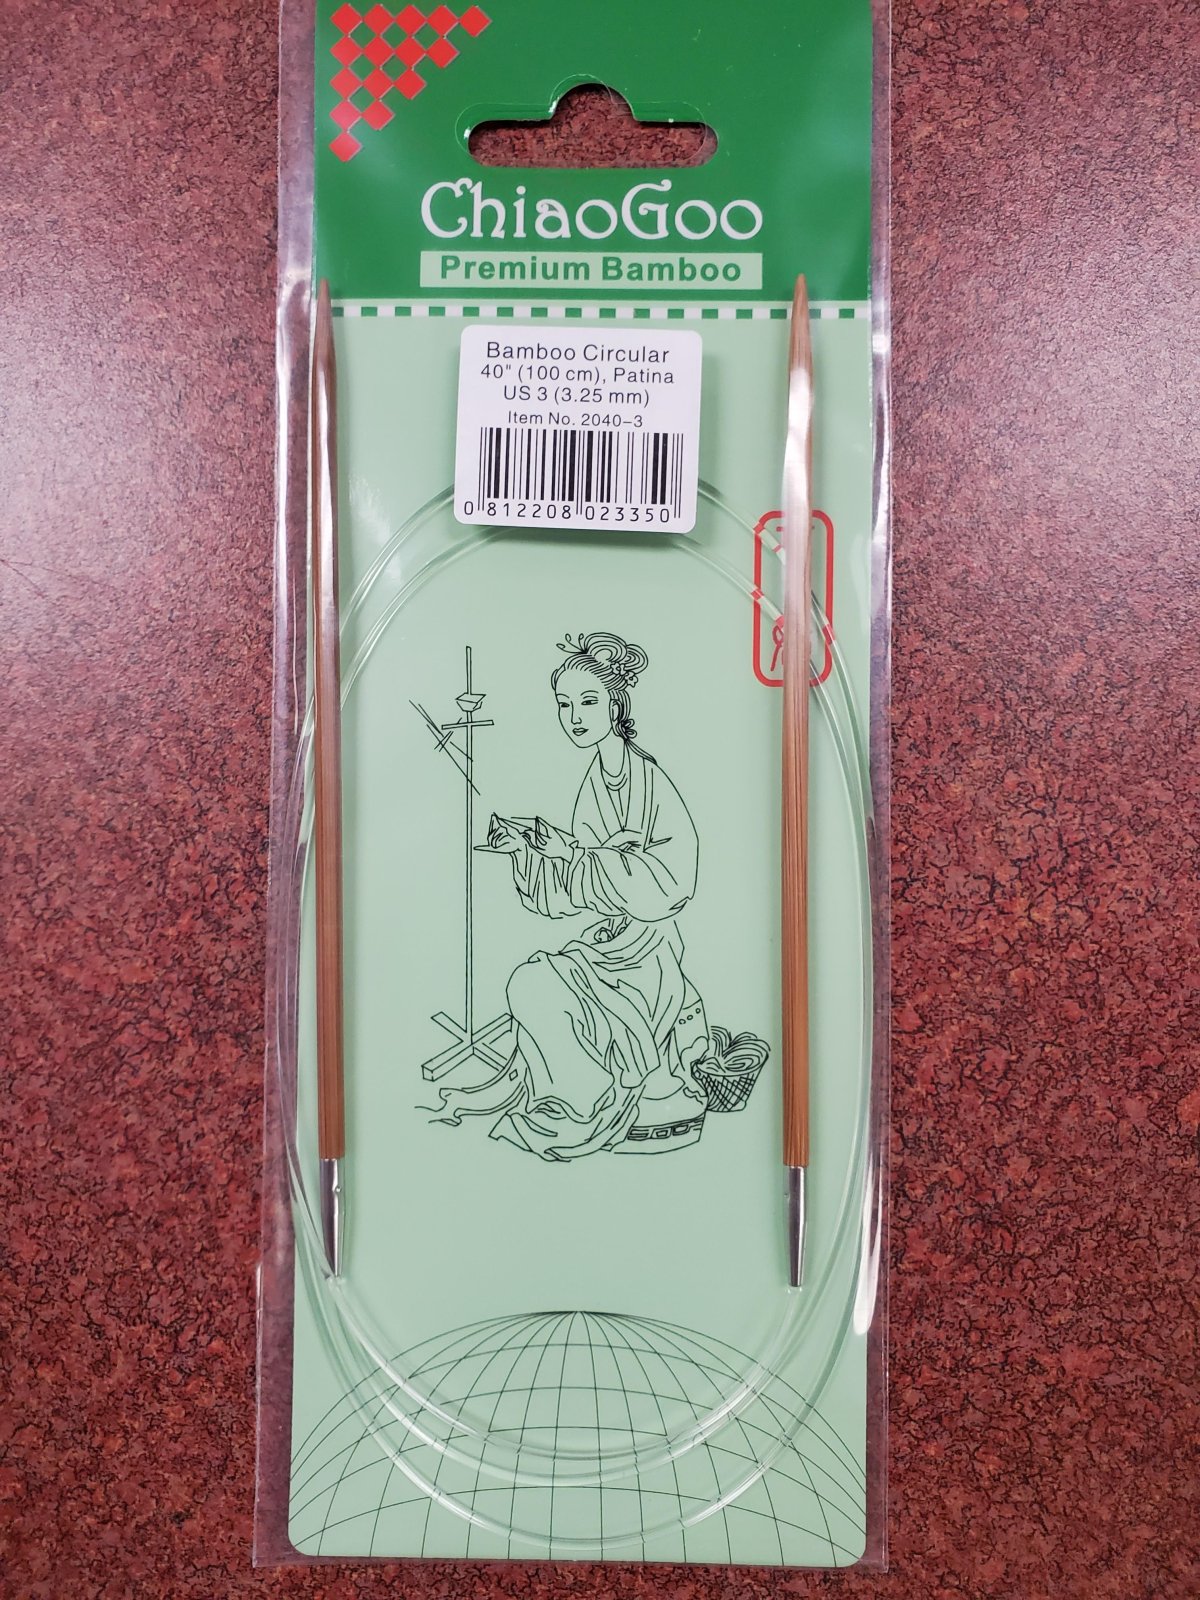 ChiaoGoo
Premium Bamboo
Bamboo Circular
40" (100 cm), Patina
US 3 (3.25 mm)
Item No. 2040-3
0 812208 023350